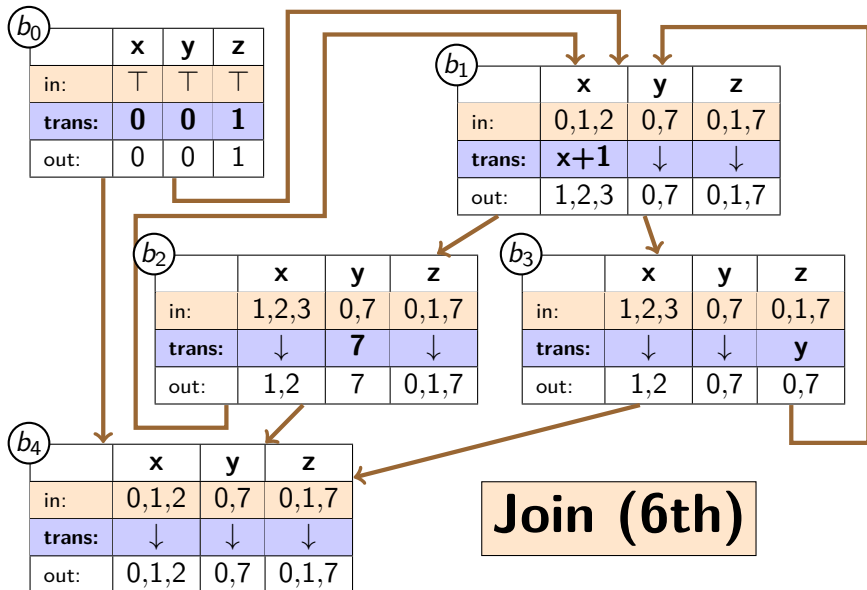 b0
x y z
in: ⊤ ⊤ ⊤
trans: 0 0 1
out: 0 0 1
b1
x y z
in: 0,1,2 0,7 0,1,7
trans: x+1 ↓ ↓
out: 1,2,3 0,7 0,1,7
b2
x y z
in: 1,2,3 0,7 0,1,7
trans: ↓ 7 ↓
out: 1,2 7 0,1,7
b3
x y z
in: 1,2,3 0,7 0,1,7
trans: ↓ ↓ y
out: 1,2 0,7 0,7
b4
x y z
in: 0,1,2 0,7 0,1,7
trans: ↓ ↓ ↓
out: 0,1,2 0,7 0,1,7
Join (6th)